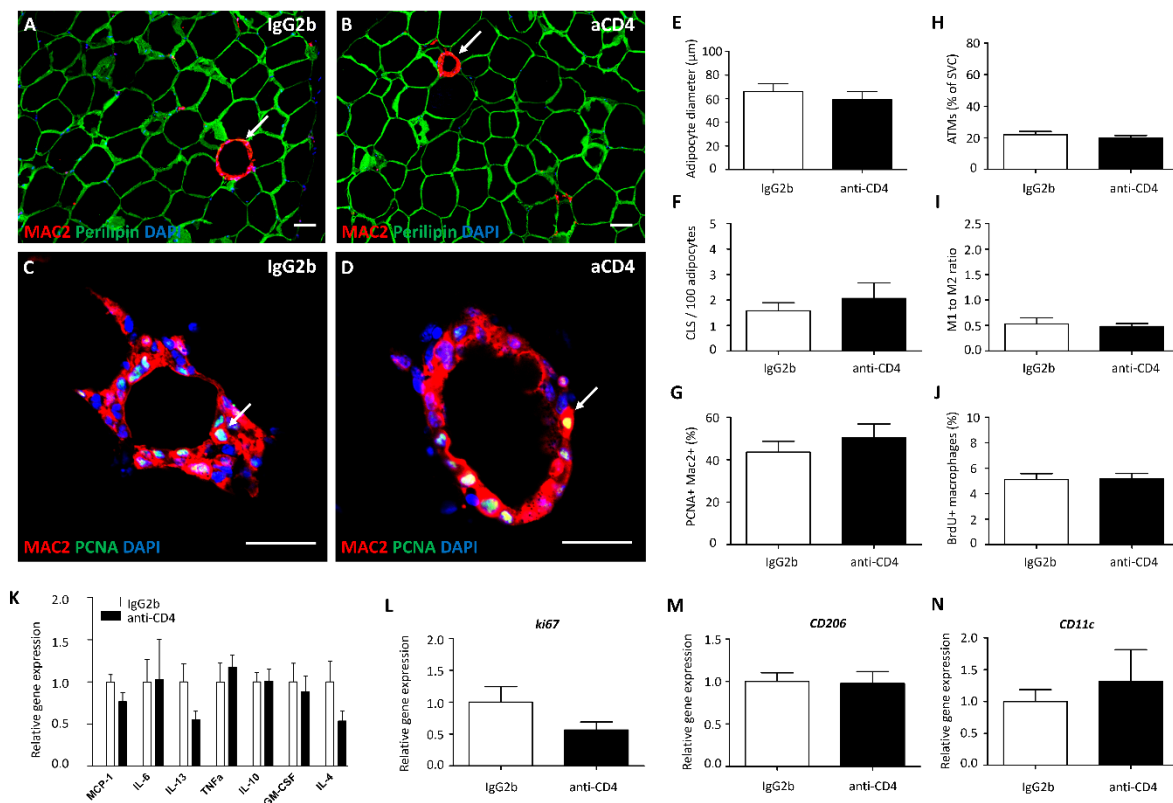 A IgG2b
MAC2 Perilipin DAPI
B aCD4
MAC2 Perilipin DAPI
C IgG2b
MAC2 PCNA DAPI
D aCD4
MAC2 PCNA DAPI
E
Adipocyte diameter (μm)
100
80
60
40
20
0
IgG2b anti-CD4
F
CLS / 100 adipocytes
5
4
3
2
1
0
IgG2b anti-CD4
G
PCNA+ Mac2+ (%)
60
40
20
0
IgG2b anti-CD4
H
ATMs (% of SVC)
80
60
40
20
0
IgG2b anti-CD4
I
M1 to M2 ratio
2.0
1.5
1.0
0.5
0.0
IgG2b anti-CD4
J
BrdU+ macrophages (%)
10
8
6
4
2
0
IgG2b anti-CD4
K
Relative gene expression
2.0
1.5
1.0
0.5
0.0
IgG2b
anti-CD4
MCP-1 IL-6 IL-13 TNFa IL-10 GM-CSF IL-4
L
ki67
Relative gene expression
2.0
1.5
1.0
0.5
0.0
IgG2b anti-CD4
M
CD206
Relative gene expression
2.0
1.5
1.0
0.5
0.0
IgG2b anti-CD4
N
CD11c
Relative gene expression
2.0
1.5
1.0
0.5
0.0
IgG2b anti-CD4